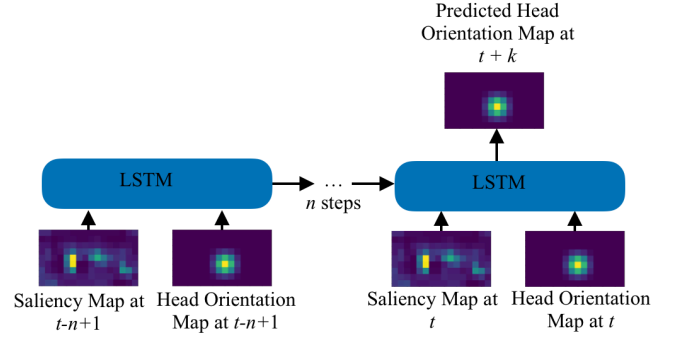 Predicted Head
Orientation Map at
t + k
LSTM
...
n steps
LSTM
Saliency Map at
t-n+1
Head Orientation
Map at t-n+1
Saliency Map at
t
Head Orientation
Map at t